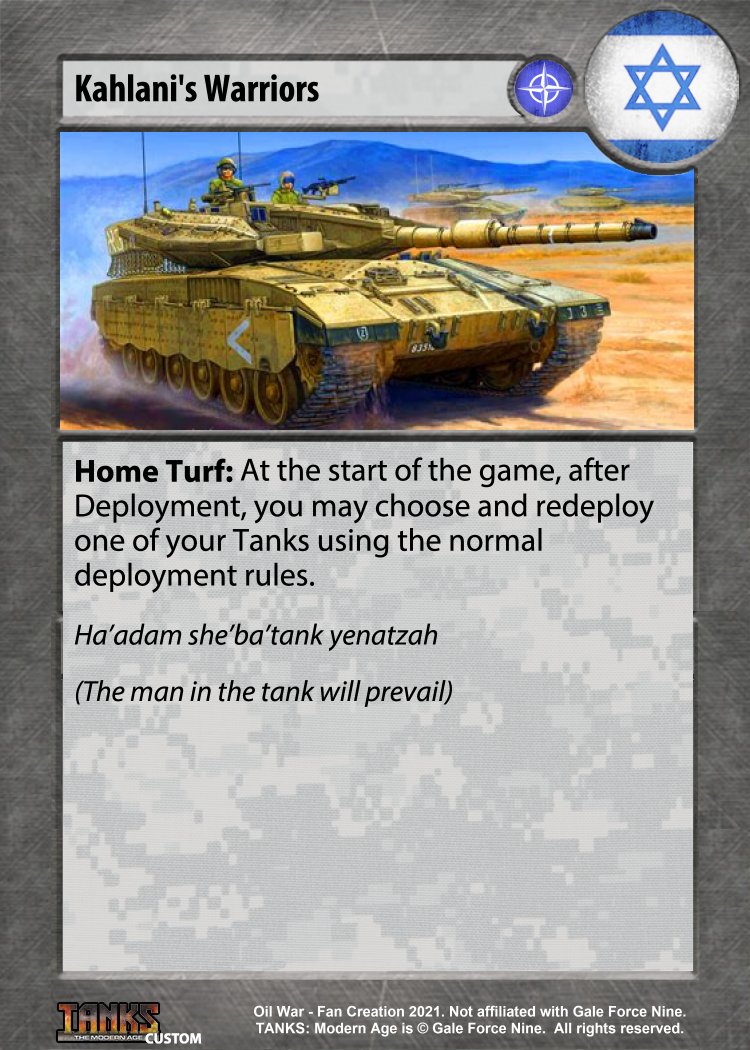 Kahlani's Warriors
Home Turf: At the start of the game, after
Deployment, you may choose and redeploy
one of your Tanks using the normal
deployment rules.
Ha’adam she’ba’tank yenatzah
(The man in the tank will prevail)
TANKS
THE MODERN AGE
CUSTOM
Oil War - Fan Creation 2021. Not affiliated with Gale Force Nine.
TANKS: Modern Age is © Gale Force Nine. All rights reserved.